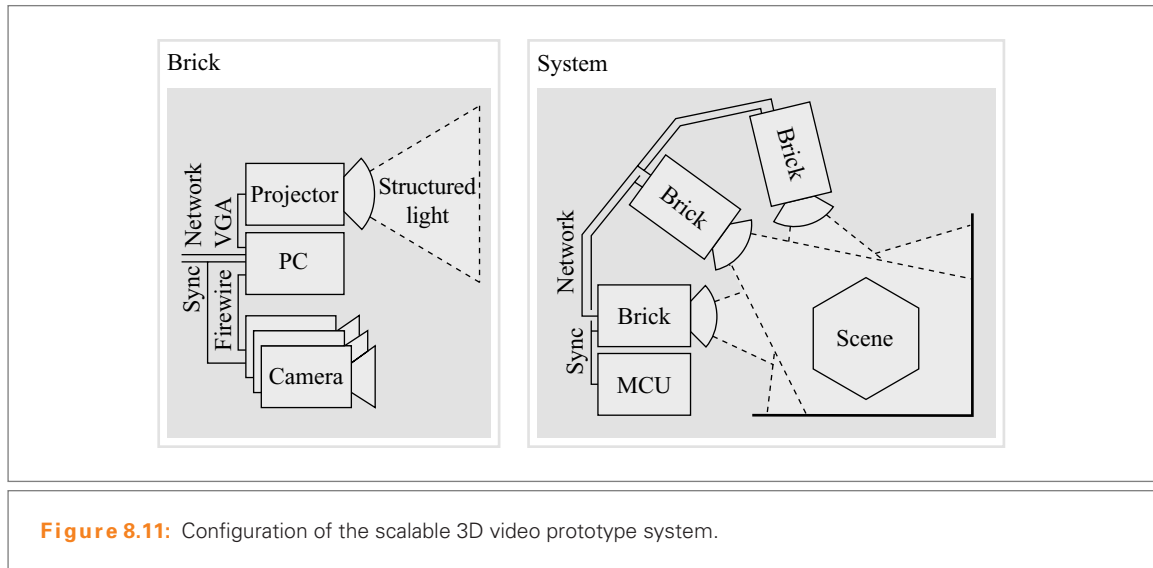 Brick
Network
VGA
Projector
Structured
light
PC
Sync
Firewire
Camera
System
Brick
Brick
Network
Brick
Sync
MCU
Scene
Figure 8.11: Configuration of the scalable 3D video prototype system.